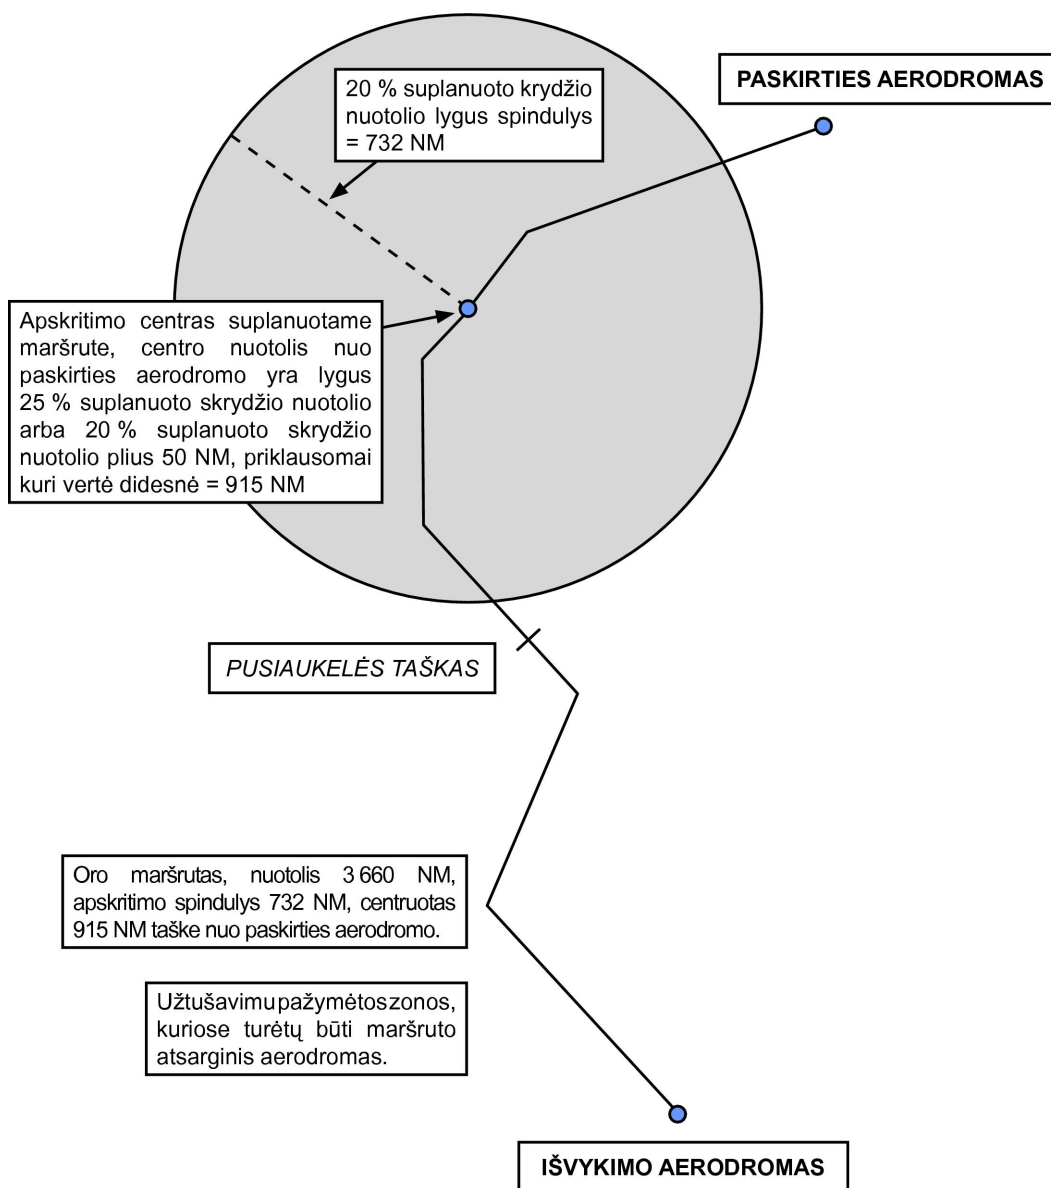 20 % suplanuoto krydžio
nuotolio lygus spindulys
= 732 NM
PASKIRTIES AERODROMAS
Apskritimo centras suplanuotame
maršrute, centro nuotolis nuo
paskirties aerodromo yra lygus
25 % suplanuoto skrydžio nuotolio
arba 20 % suplanuoto skrydžio
nuotolio plius 50 NM, priklausomai
kuri vertė didesnė = 915 NM
PUSIAUKELĖS TAŠKAS
Oro maršrutas, nuotolis 3 660 NM,
apskritimo spindulys 732 NM, centruotas
915 NM taške nuo paskirties aerodromo.
Užtušavimu pažymėtos zonos,
kuriose turėtų būti maršruto
atsarginis aerodromas.
IŠVYKIMO AERODROMAS